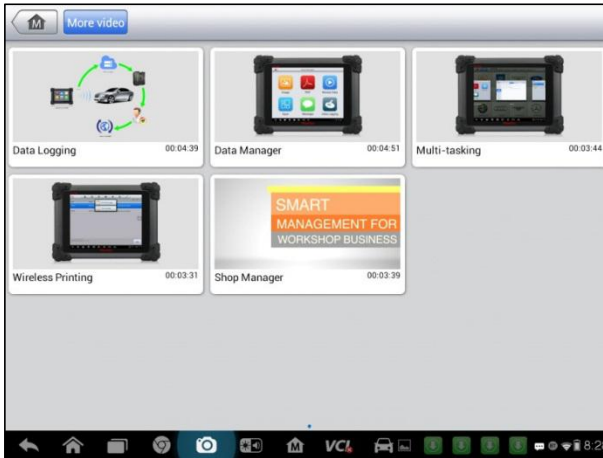 More video
Data Logging 00:04:39
Data Manager 00:04:51
Multi-tasking 00:03:44
SMART
MANAGEMENT FOR
WORKSHOP BUSINESS
Wireless Printing 00:03:31
Shop Manager 00:03:39
VCI